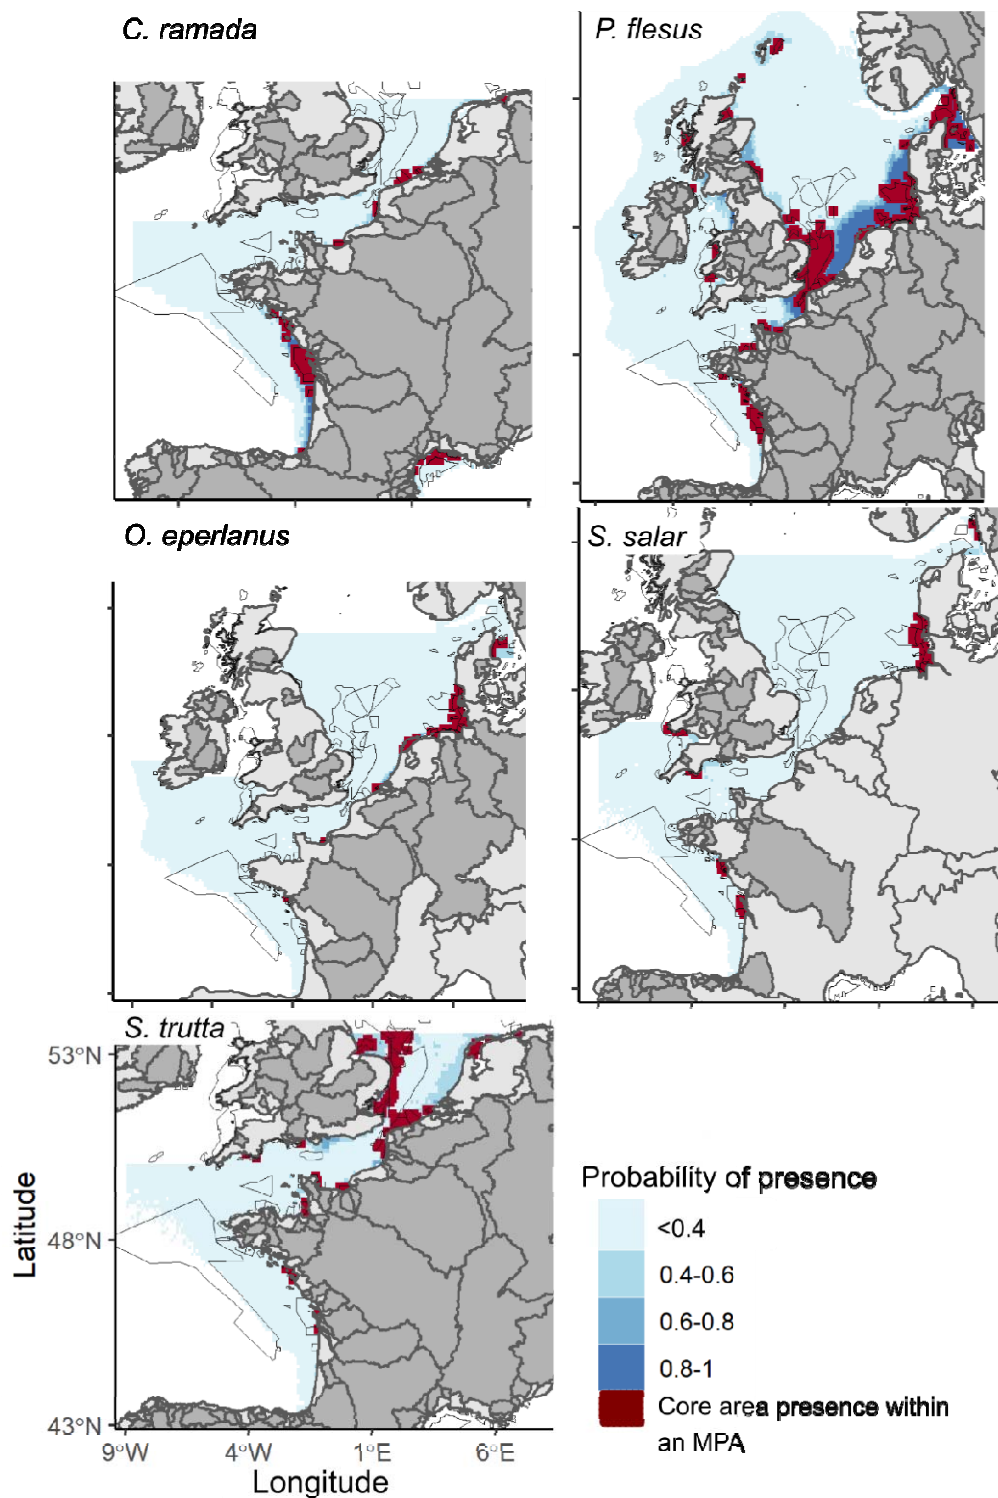 C. ramada
P. flesus
O. eperlanus
S. salar
S. trutta
53°N
48°N
43°N
Latitude
9°W 4°W 1°E 6°E
Longitude
Probability of presence
<0.4
0.4-0.6
0.6-0.8
0.8-1
Core area presence within
an MPA